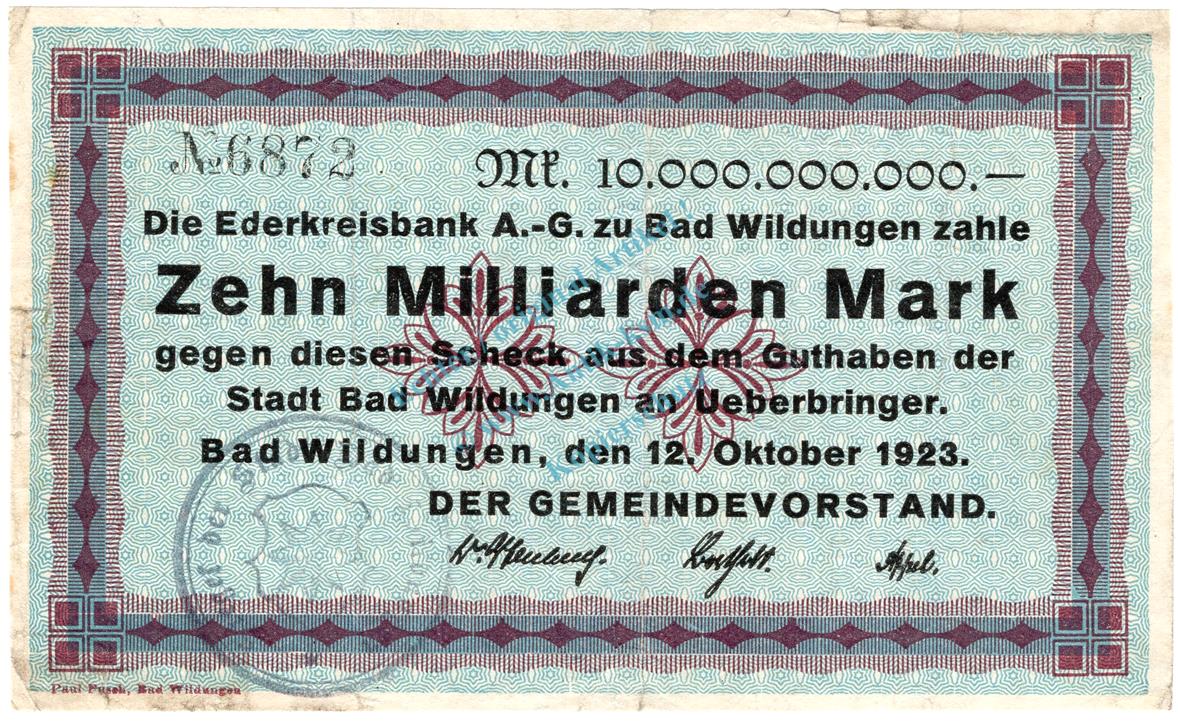 №6872
Mk. 10.000.000.000.—
Die Ederkreisbank A.-G. zu Bad Wildungen zahle
Zehn Milliarden Mark
gegen diesen Scheck aus dem Guthaben der
Stadt Bad Wildungen an Ueberbringer.
Bad Wildungen, den 12. Oktober 1923.
DER GEMEINDEVORSTAND.
Appel.
Paul Pusch, Bad Wildungen